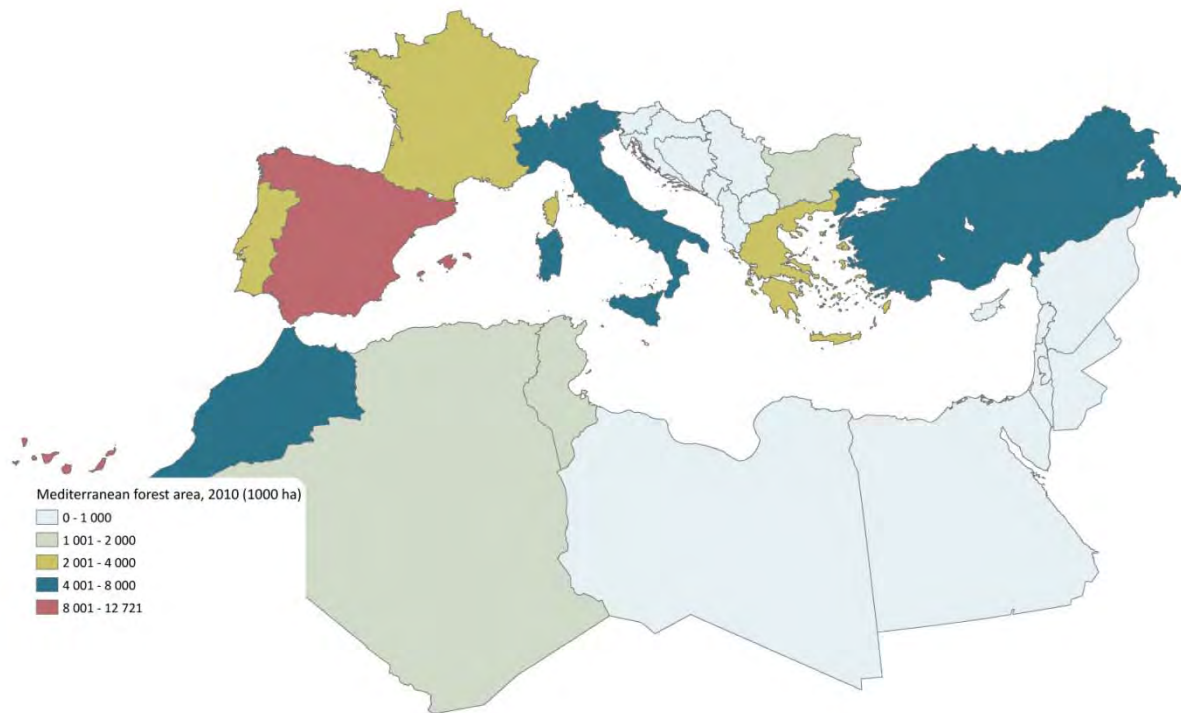 Mediterranean forest area, 2010 (1000 ha)
0 - 1 000
1 001 - 2 000
2 001 - 4 000
4 001 - 8 000
8 001 - 12 721